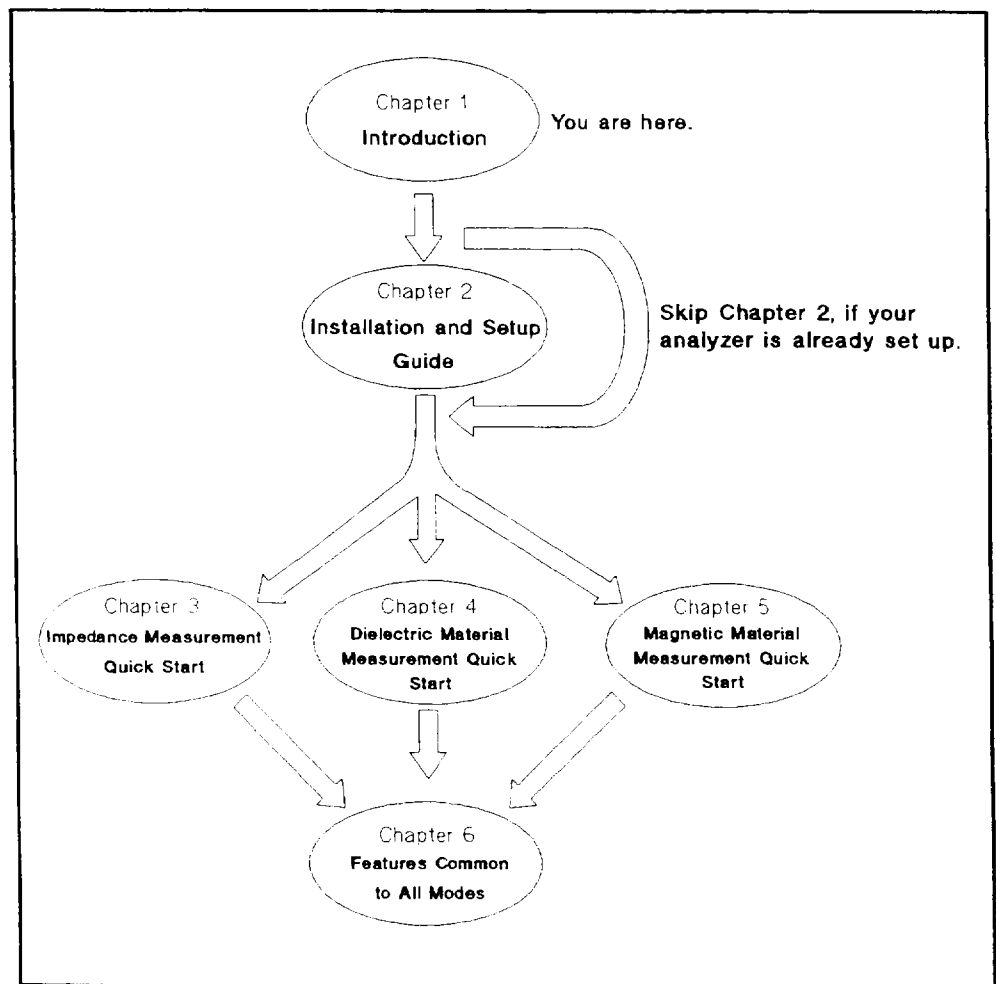 Chapter 1
Introduction
You are here.
Chapter 2
Installation and Setup
Guide
Skip Chapter 2, if your
analyzer is already set up.
Chapter 3
Impedance Measurement
Quick Start
Chapter 4
Dielectric Material
Measurement Quick
Start
Chapter 5
Magnetic Material
Measurement Quick
Start
Chapter 6
Features Common
to All Modes